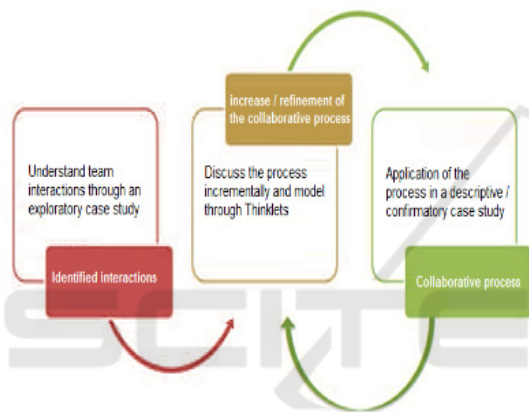 increase / refinement of
the collaborative process
Understand team
interactions through an
exploratory case study
Discuss the process
incrementally and model
through Thinklets
Application of the
process in a descriptive /
confirmatory case study
Identified interactions
Collaborative process
SCITE